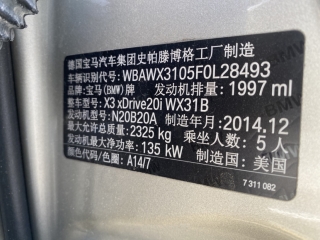 德国宝马汽车集团史帕滕博格工厂制造
车辆识别代号: WBAWX3105F0L28493
品牌: 宝马 (BMW) 牌 发动机排量: 1997 ml
整车型号: X3 xDrive20i WX31B
最大允许总质量: 2325 kg 乘坐人数: 5 人
发动机型号: N20B20A 制造年月: 2014.12
发动机最大净功率: 135 kW 制造国: 美国
颜色代号: A14/7
7 311 082